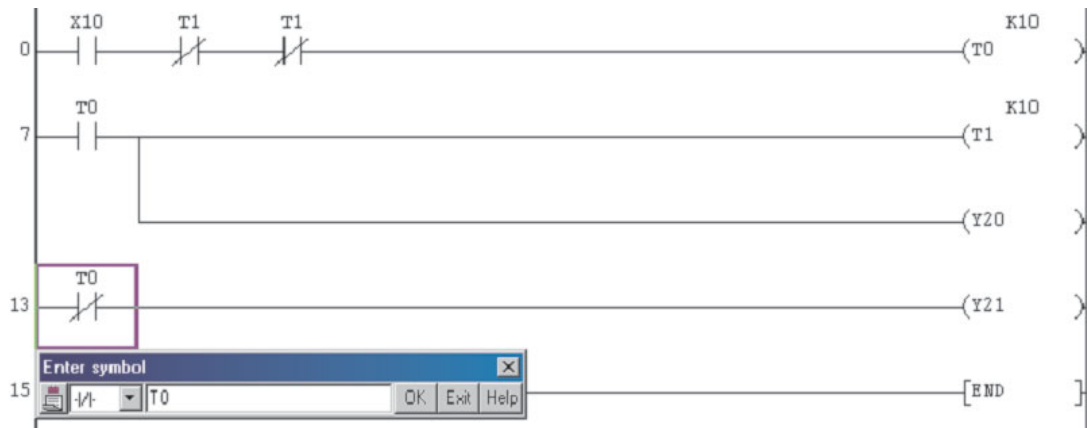 X10 T1 T1 K10
0 (T0 )
T0 K10
7 (T1 )
(Y20 )
T0
13 (Y21 )
Enter symbol
15 T0 OK Exit Help [END ]